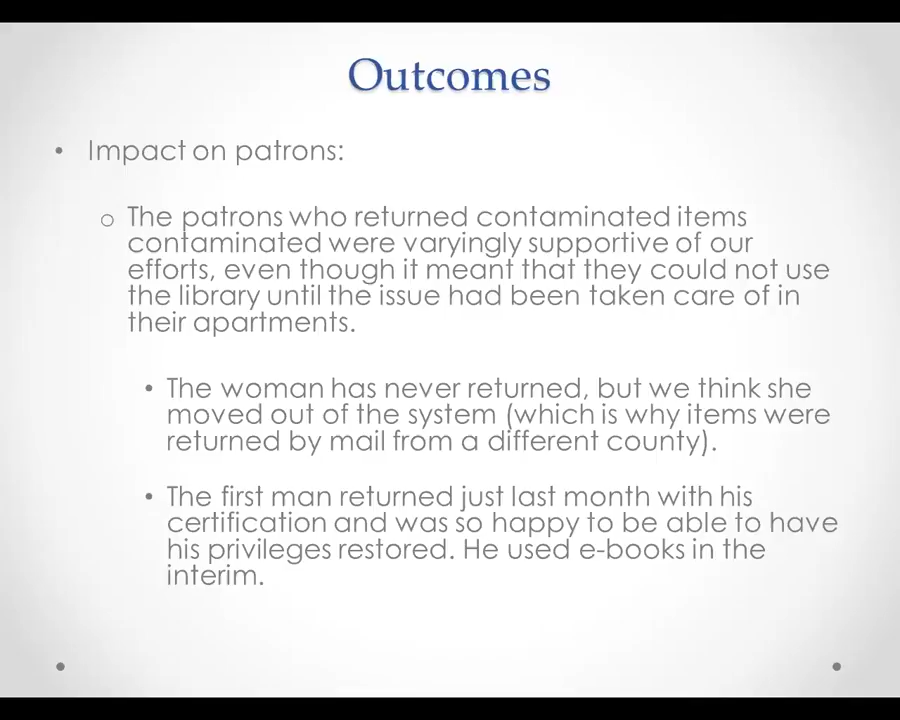 Outcomes
• Impact on patrons:
o The patrons who returned contaminated items
contaminated were varyingly supportive of our
efforts, even though it meant that they could not use
the library until the issue had been taken care of in
their apartments.
• The woman has never returned, but we think she
moved out of the system (which is why items were
returned by mail from a different county).
• The first man returned just last month with his
certification and was so happy to be able to have
his privileges restored. He used e-books in the
interim.